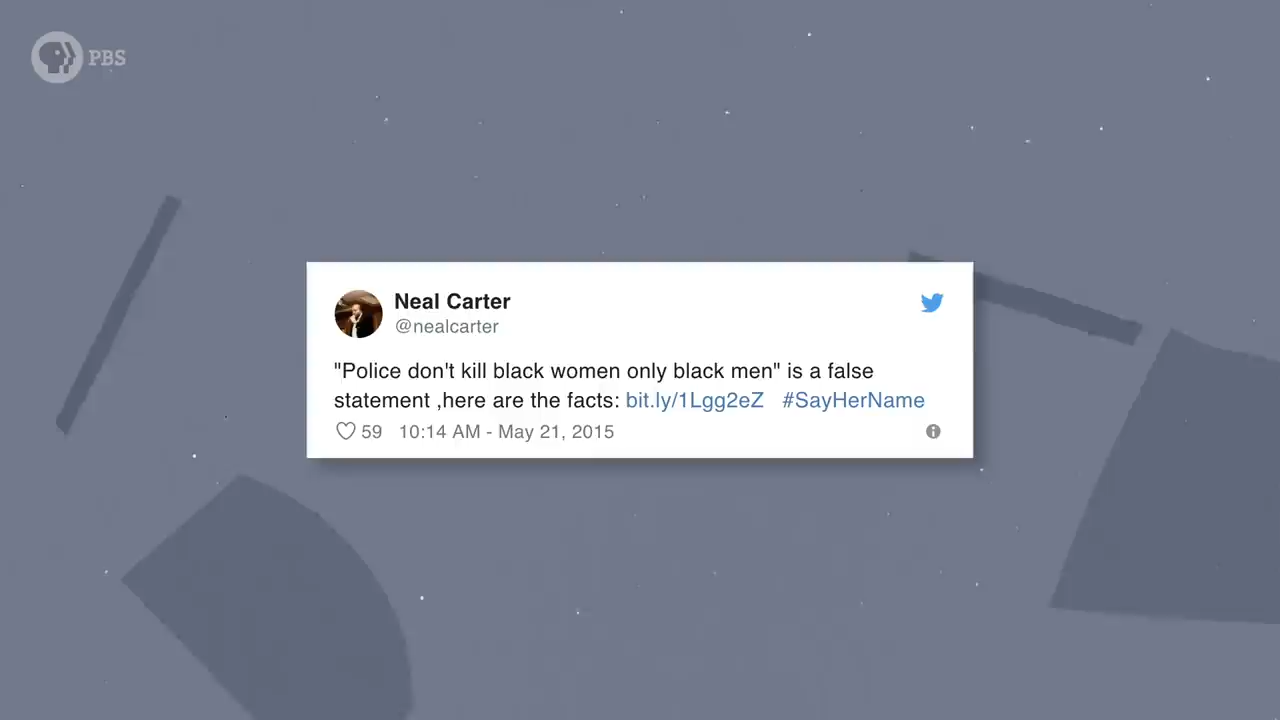 PBS
Neal Carter
@nealcarter
"Police don't kill black women only black men" is a false
statement ,here are the facts: bit.ly/1Lgg2eZ #SayHerName
59 10:14 AM - May 21, 2015